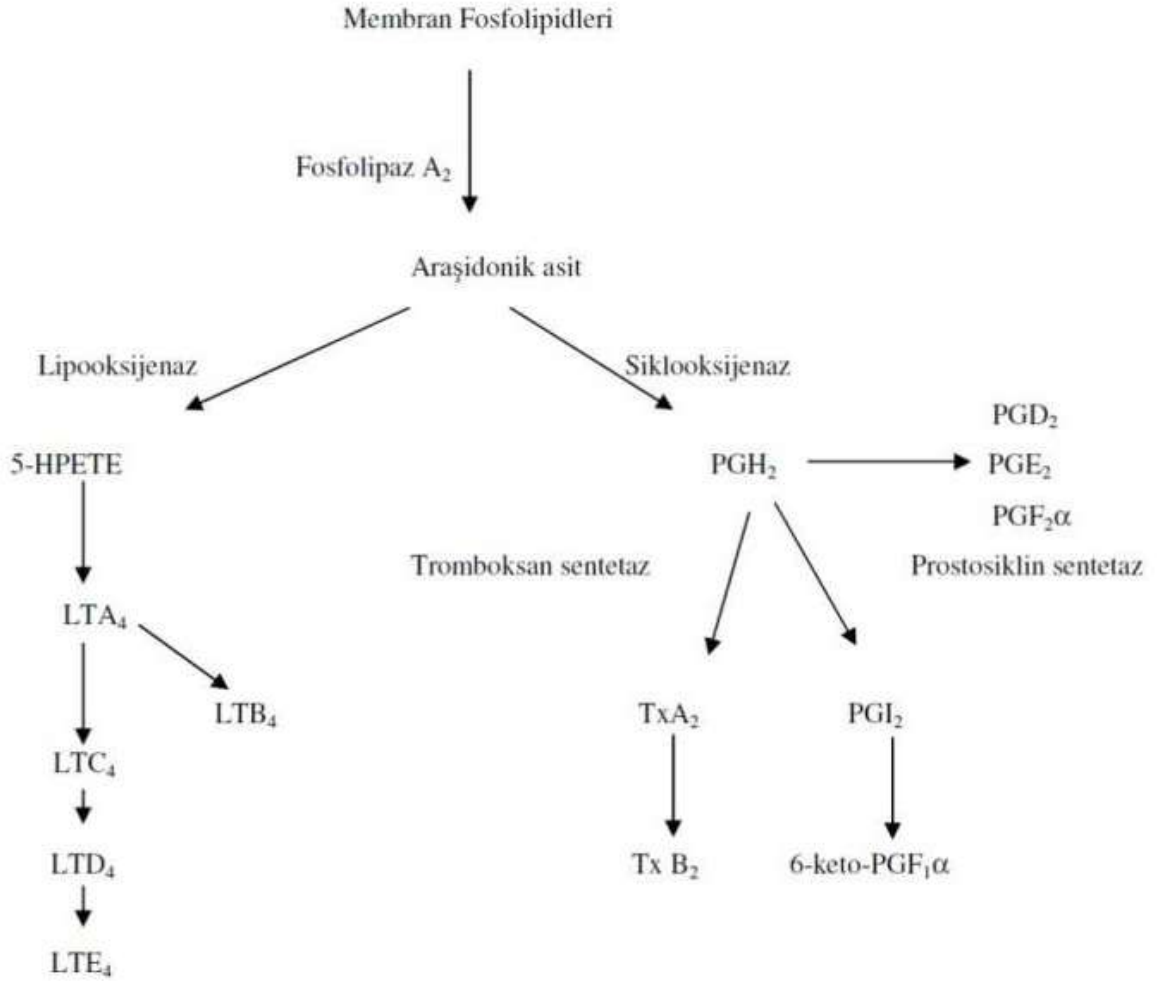 Membran Fosfolipidleri
Fosfolipaz A₂
Araşidonik asit
Lipooksijenaz
Siklooksijenaz
PGD₂
5-HPETE
PGH₂
PGE₂
PGF₂α
Tromboksan sentetaz
Prostosiklin sentetaz
LTA₄
LTB₄
TxA₂
PGI₂
LTC₄
LTD₄
Tx B₂
6-keto-PGF₁α
LTE₄